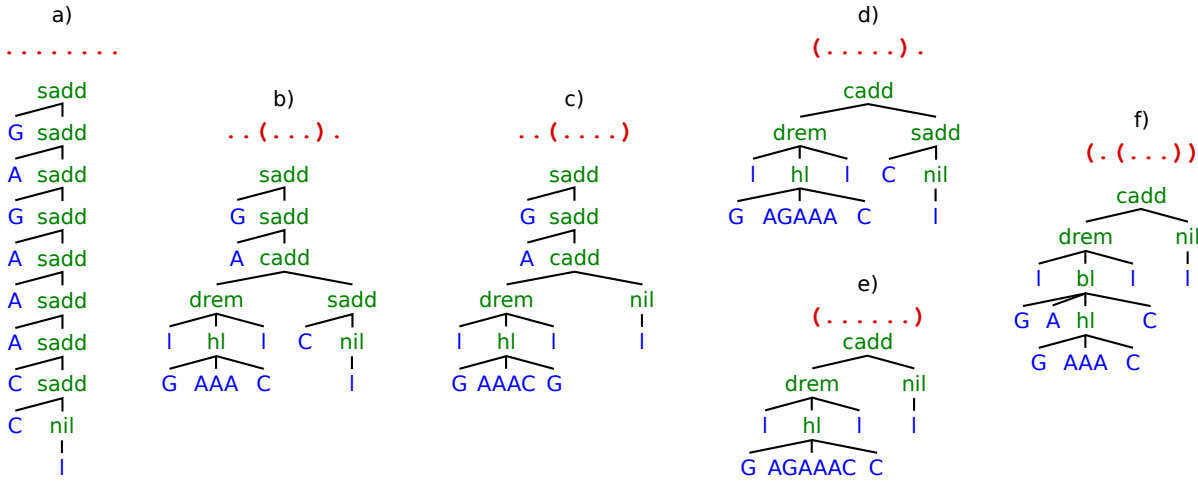 a)
........
sadd
G sadd
A sadd
G sadd
A sadd
A sadd
A sadd
C sadd
C nil
l
b)
..(...).
sadd
G sadd
A cadd
drem sadd
l hl l C nil
G AAA C l
c)
..(....)
sadd
G sadd
A cadd
drem nil
l hl l l
G AAAC G
d)
(.....).
cadd
drem sadd
l hl l C nil
G AGAAA C l
e)
(......)
cadd
drem nil
l hl l l
G AGAAAC C
f)
(.(...))
cadd
drem nil
l bl l l
G A hl C
G AAA C